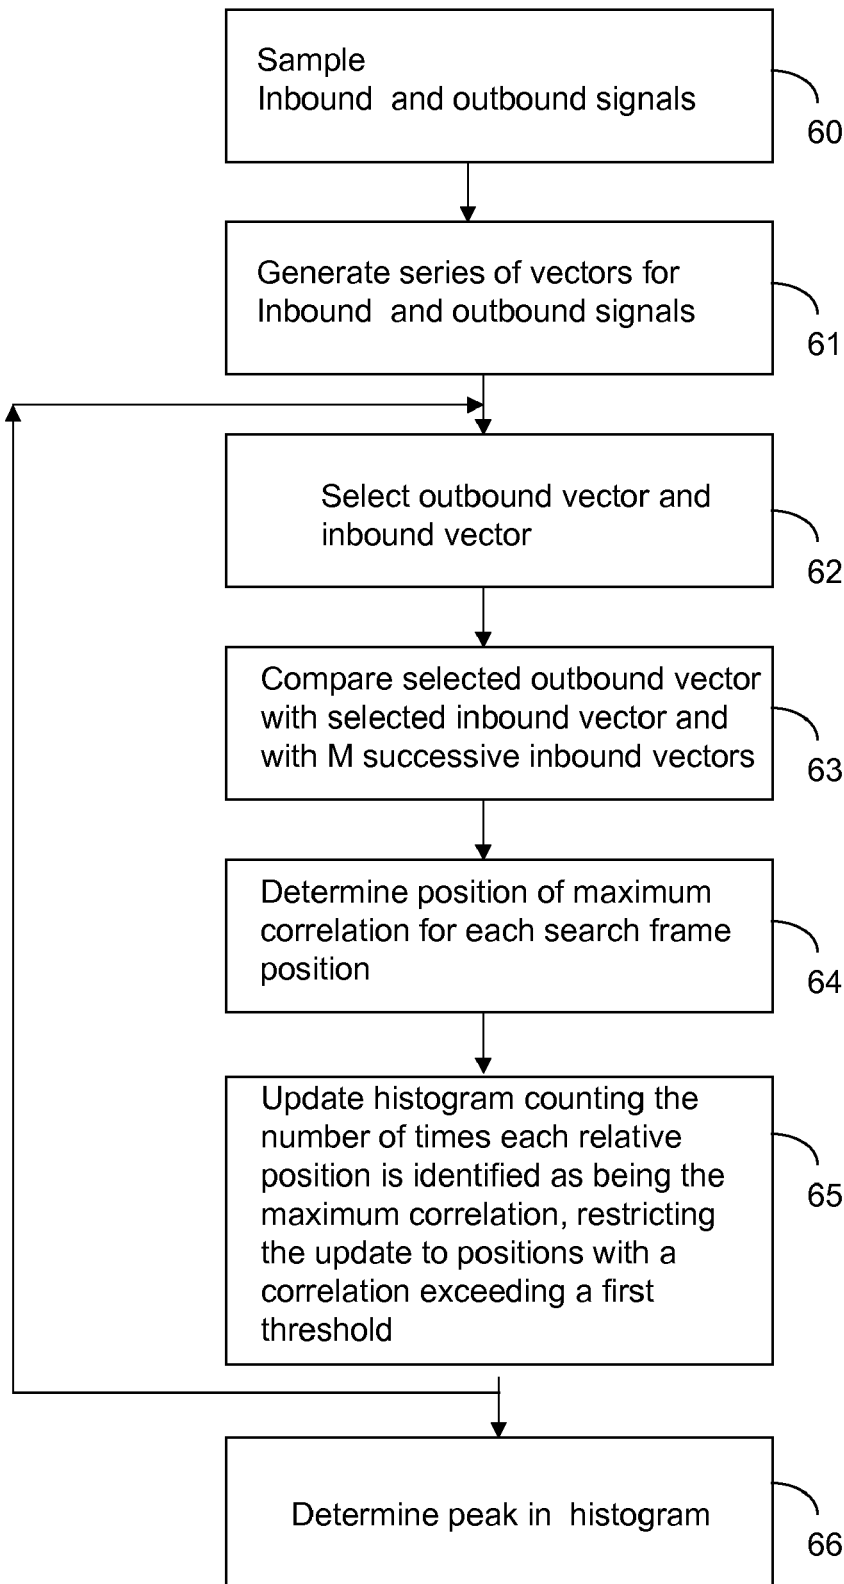 Sample
Inbound and outbound signals
60
Generate series of vectors for
Inbound and outbound signals
61
Select outbound vector and
inbound vector
62
Compare selected outbound vector
with selected inbound vector and
with M successive inbound vectors
63
Determine position of maximum
correlation for each search frame
position
64
Update histogram counting the
number of times each relative
position is identified as being the
maximum correlation, restricting
the update to positions with a
correlation exceeding a first
threshold
65
Determine peak in histogram
66